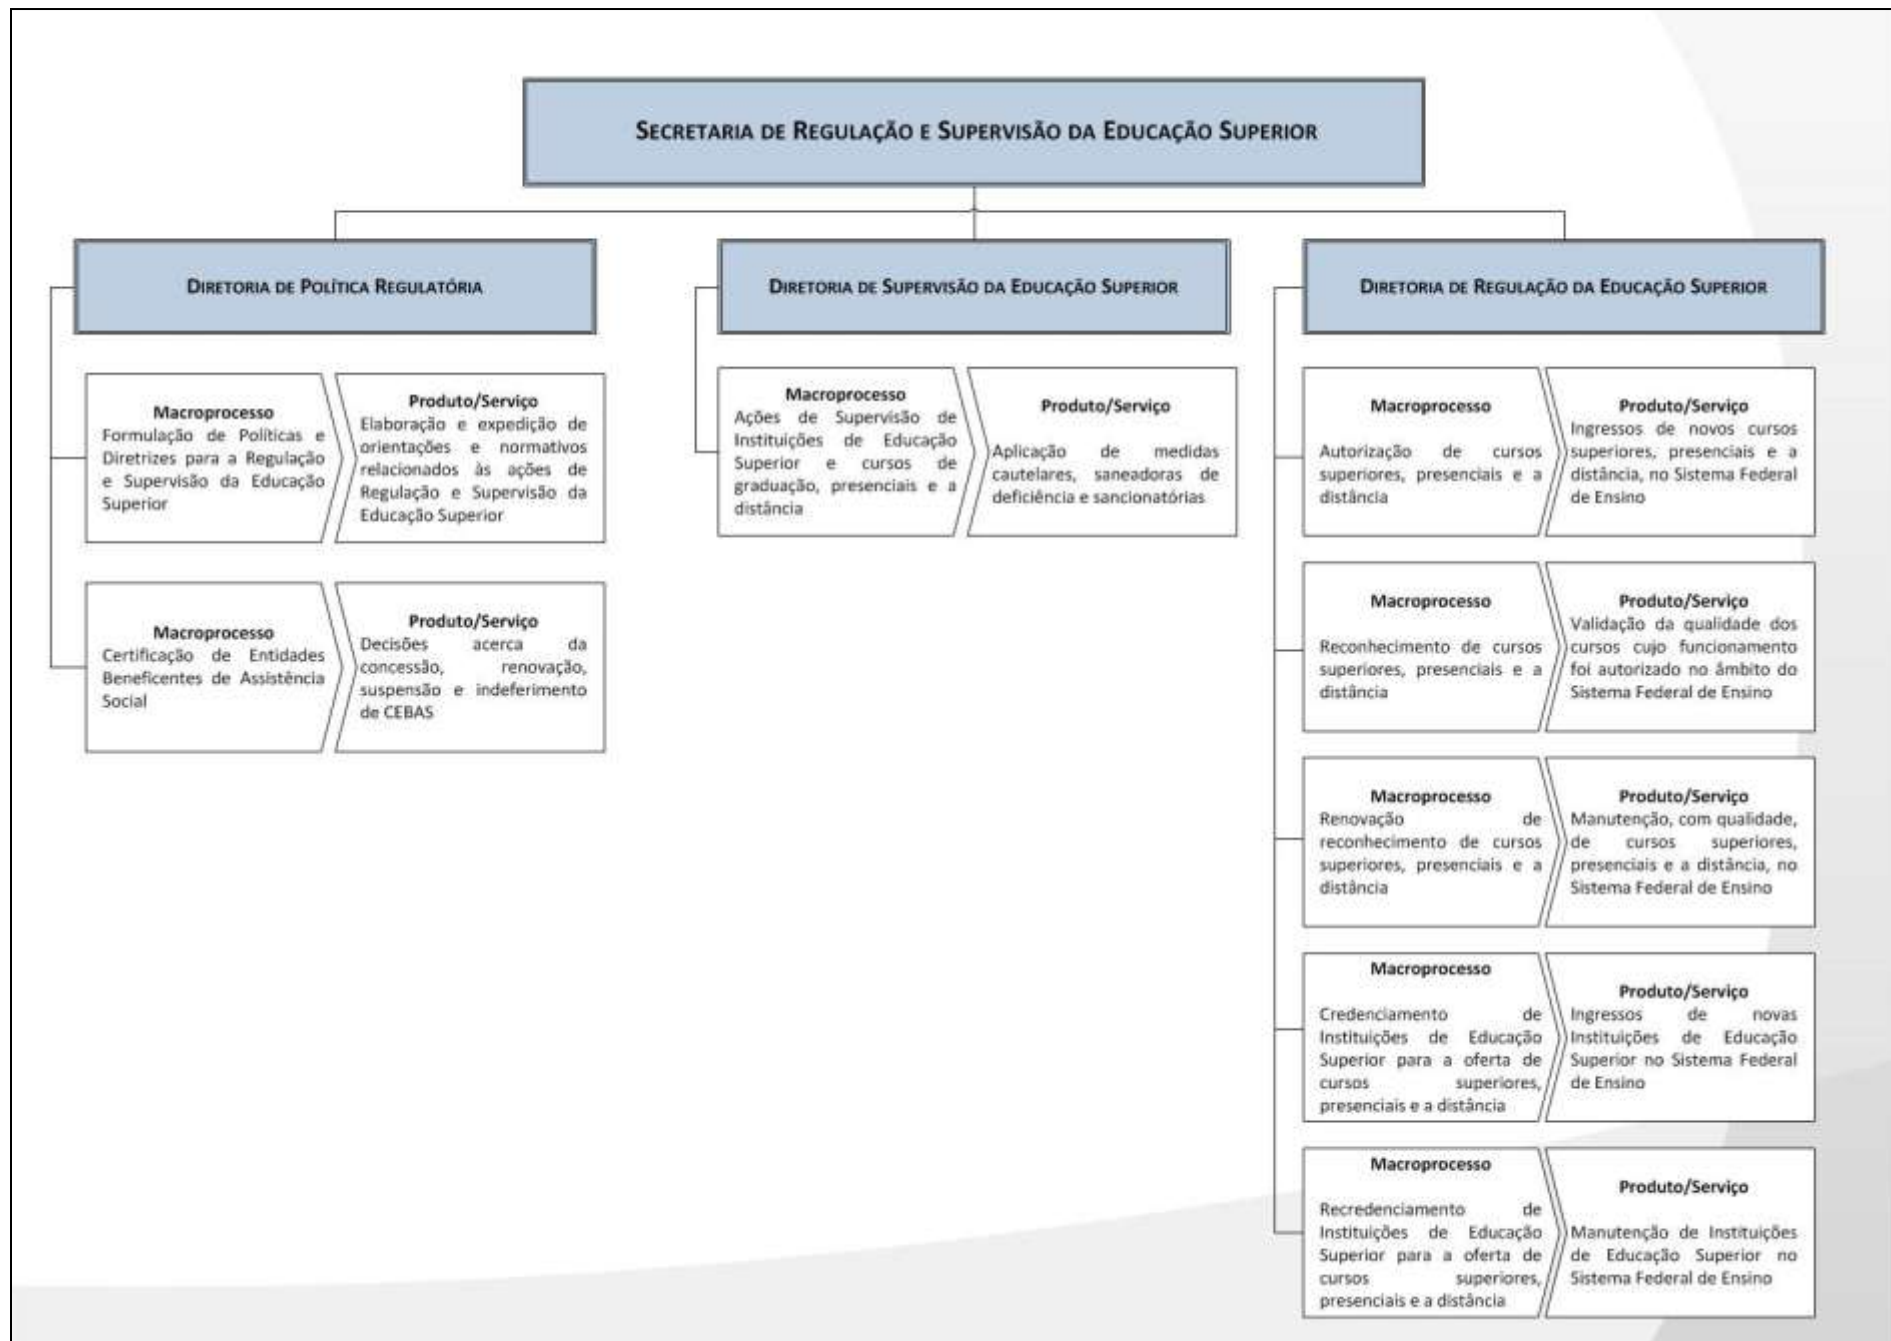 SECRETARIA DE REGULAÇÃO E SUPERVISÃO DA EDUCAÇÃO SUPERIOR
DIRETORIA DE POLÍTICA REGULATÓRIA
Macroprocesso
Formulação de Políticas e
Diretrizes para a Regulação
e Supervisão da Educação
Superior
Produto/Serviço
Elaboração e expedição de
orientações e normativos
relacionados às ações de
Regulação e Supervisão da
Educação Superior
Macroprocesso
Certificação de Entidades
Beneficentes de Assistência
Social
Produto/Serviço
Decisões acerca da
concessão, renovação,
suspensão e indeferimento
de CEBAS
DIRETORIA DE SUPERVISÃO DA EDUCAÇÃO SUPERIOR
Macroprocesso
Ações de Supervisão de
Instituições de Educação
Superior e cursos de
graduação, presenciais e a
distância
Produto/Serviço
Aplicação de medidas
cautelares, saneadoras de
deficiência e sancionatórias
DIRETORIA DE REGULAÇÃO DA EDUCAÇÃO SUPERIOR
Macroprocesso
Autorização de cursos
superiores, presenciais e a
distância
Produto/Serviço
Ingressos de novos cursos
superiores, presenciais e a
distância, no Sistema Federal
de Ensino
Macroprocesso
Reconhecimento de cursos
superiores, presenciais e a
distância
Produto/Serviço
Validação da qualidade dos
cursos cujo funcionamento
foi autorizado no âmbito do
Sistema Federal de Ensino
Macroprocesso
Renovação de
reconhecimento de cursos
superiores, presenciais e a
distância
Produto/Serviço
Manutenção, com qualidade,
de cursos superiores,
presenciais e a distância, no
Sistema Federal de Ensino
Macroprocesso
Credenciamento de
Instituições de Educação
Superior para a oferta de
cursos superiores,
presenciais e a distância
Produto/Serviço
Ingressos de novas
Instituições de Educação
Superior no Sistema Federal
de Ensino
Macroprocesso
Recredenciamento de
Instituições de Educação
Superior para a oferta de
cursos superiores,
presenciais e a distância
Produto/Serviço
Manutenção de Instituições
de Educação Superior no
Sistema Federal de Ensino